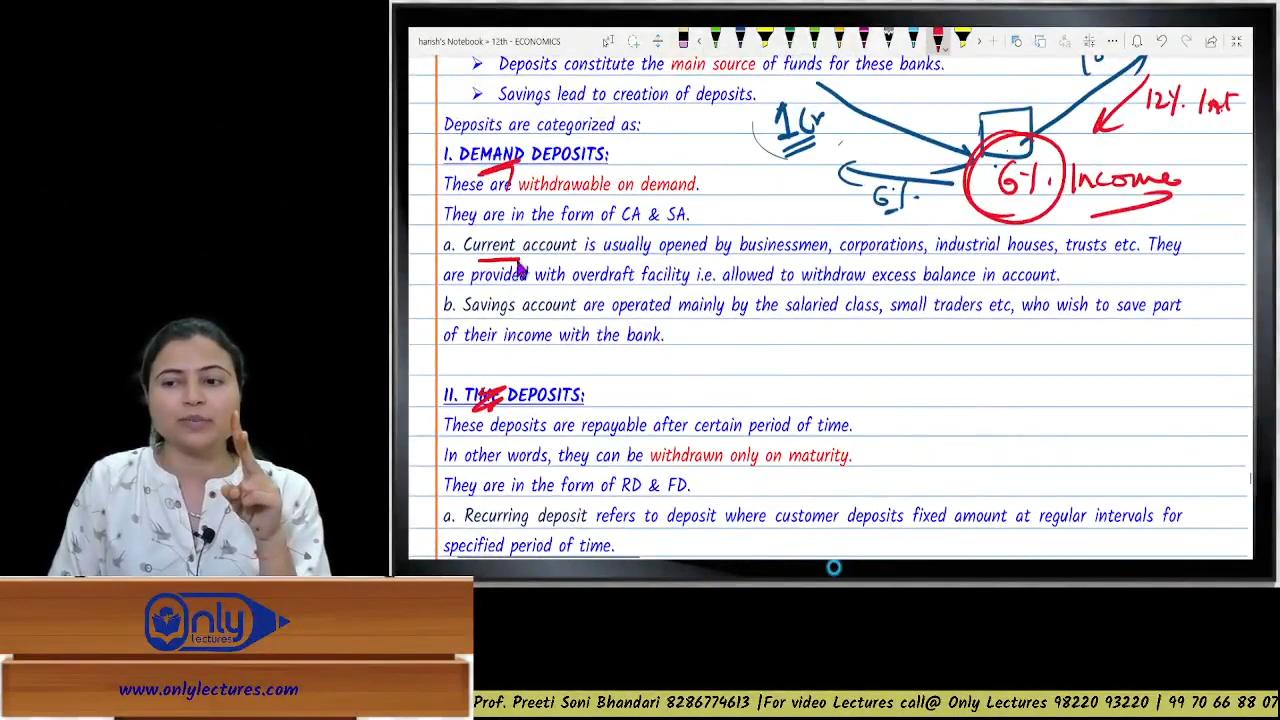 harish's Notebook » 12th - ECONOMICS
➢ Deposits constitute the main source of funds for these banks.
➢ Savings lead to creation of deposits.
Deposits are categorized as:
I. DEMAND DEPOSITS:
These are withdrawable on demand.
They are in the form of CA & SA.
a. Current account is usually opened by businessmen, corporations, industrial houses, trusts etc. They
are provided with overdraft facility i.e. allowed to withdraw excess balance in account.
b. Savings account are operated mainly by the salaried class, small traders etc, who wish to save part
of their income with the bank.
II. TIME DEPOSITS:
These deposits are repayable after certain period of time.
In other words, they can be withdrawn only on maturity.
They are in the form of RD & FD.
a. Recurring deposit refers to deposit where customer deposits fixed amount at regular intervals for
specified period of time.
1 Cr
12%. Int
6%.
6%. Income
Only
lectures
www.onlylectures.com
Prof. Preeti Soni Bhandari 8286774613 |For video Lectures call@ Only Lectures 98220 93220 | 99 70 66 88 07